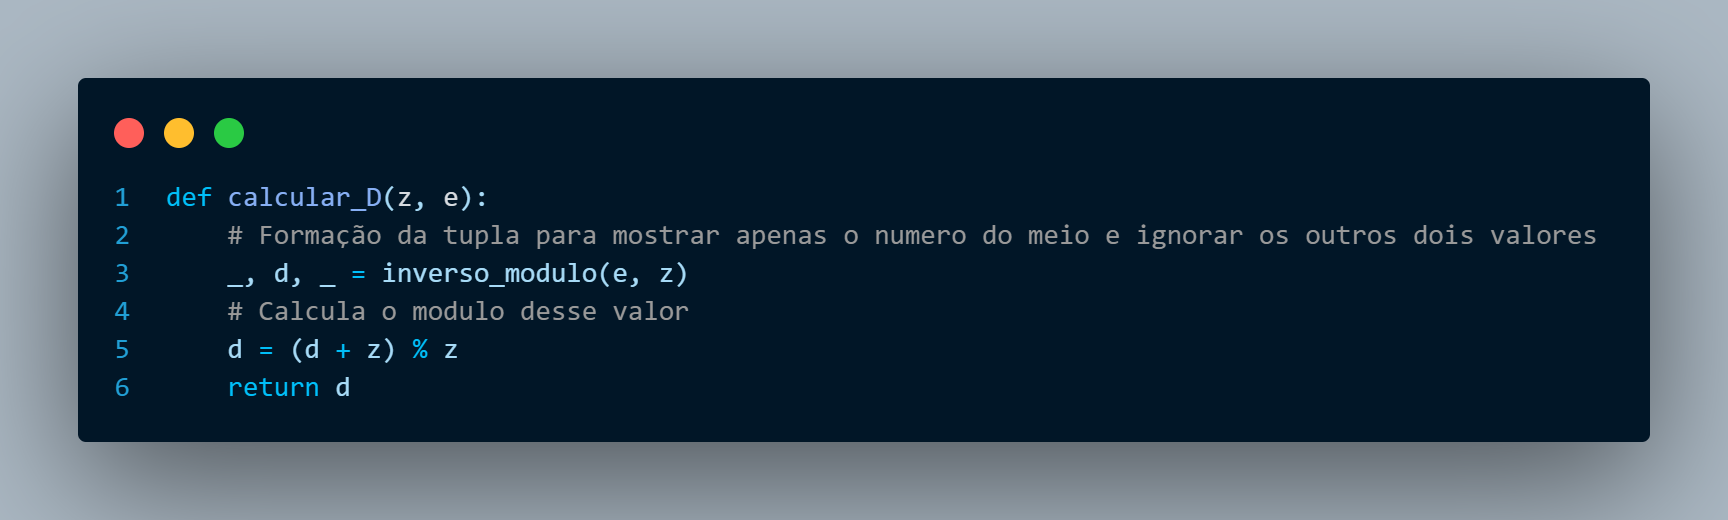 1 def calcular_D(z, e):
2     # Formação da tupla para mostrar apenas o numero do meio e ignorar os outros dois valores
3     _, d, _ = inverso_modulo(e, z)
4     # Calcula o modulo desse valor
5     d = (d + z) % z
6     return d